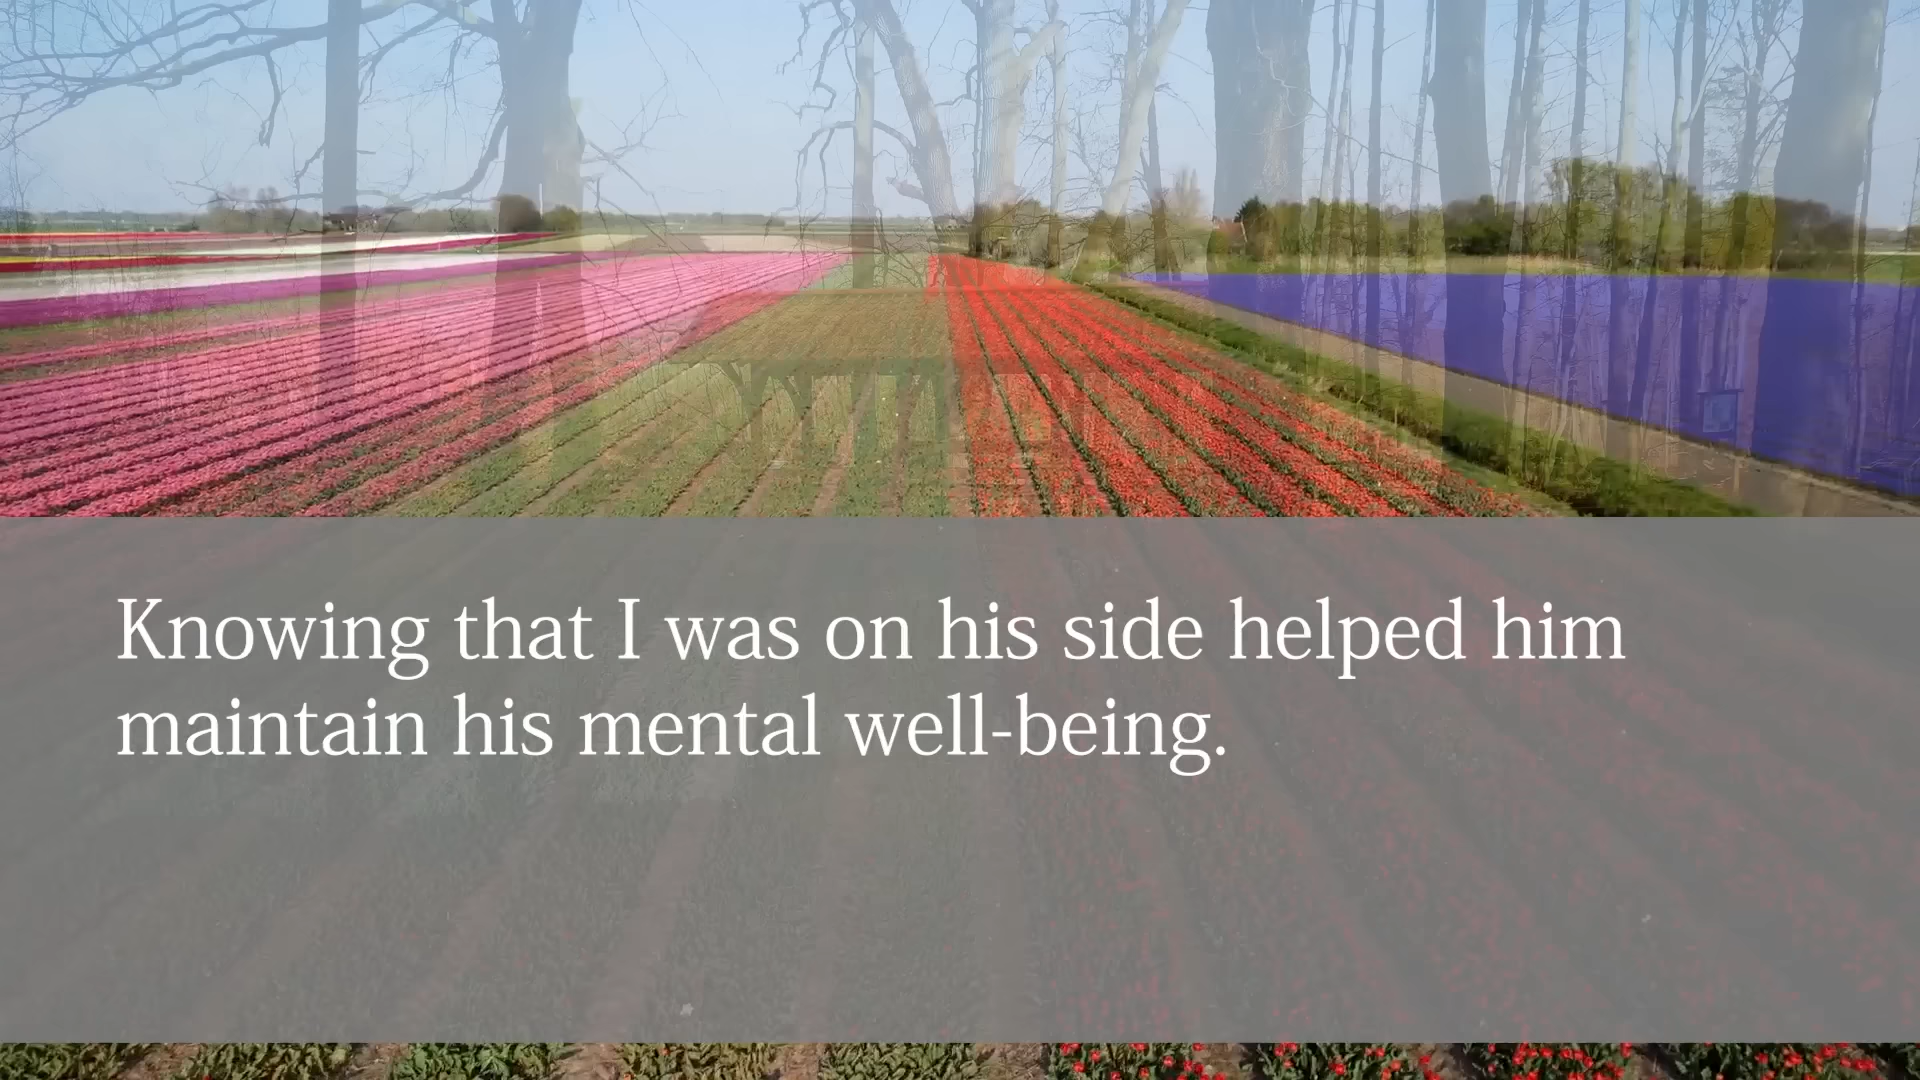 Knowing that I was on his side helped him
maintain his mental well-being.